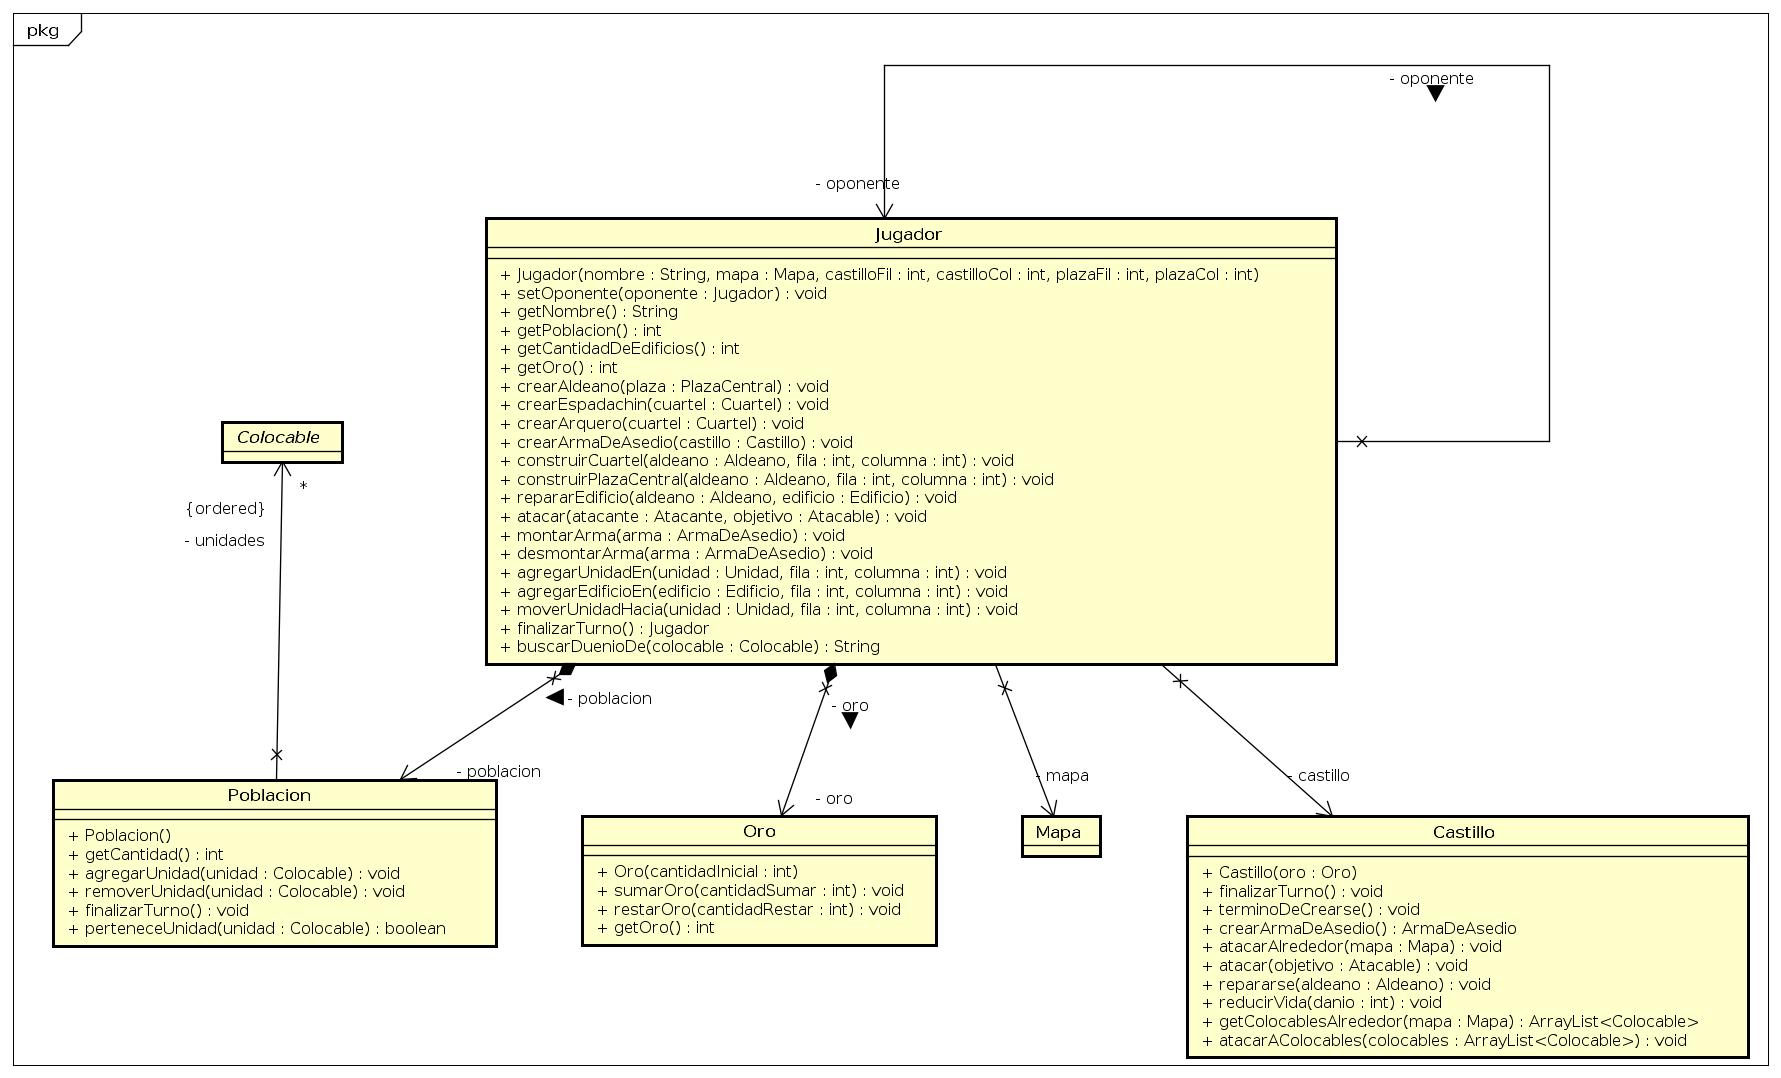 pkg
- oponente
- oponente
Jugador
+ Jugador(nombre : String, mapa : Mapa, castilloFil : int, castilloCol : int, plazaFil : int, plazaCol : int)
+ setOponente(oponente : Jugador) : void
+ getNombre() : String
+ getPoblacion() : int
+ getCantidadDeEdificios() : int
+ getOro() : int
+ crearAldeano(plaza : PlazaCentral) : void
+ crearEspadachin(cuartel : Cuartel) : void
+ crearArquero(cuartel : Cuartel) : void
+ crearArmaDeAsedio(castillo : Castillo) : void
+ construirCuartel(aldeano : Aldeano, fila : int, columna : int) : void
+ construirPlazaCentral(aldeano : Aldeano, fila : int, columna : int) : void
+ repararEdificio(aldeano : Aldeano, edificio : Edificio) : void
+ atacar(atacante : Atacante, objetivo : Atacable) : void
+ montarArma(arma : ArmaDeAsedio) : void
+ desmontarArma(arma : ArmaDeAsedio) : void
+ agregarUnidadEn(unidad : Unidad, fila : int, columna : int) : void
+ agregarEdificioEn(edificio : Edificio, fila : int, columna : int) : void
+ moverUnidadHacia(unidad : Unidad, fila : int, columna : int) : void
+ finalizarTurno() : Jugador
+ buscarDuenioDe(colocable : Colocable) : String
Colocable
*
{ordered}
- unidades
- poblacion
- oro
- poblacion
- oro
- mapa
- castillo
Poblacion
+ Poblacion()
+ getCantidad() : int
+ agregarUnidad(unidad : Colocable) : void
+ removerUnidad(unidad : Colocable) : void
+ finalizarTurno() : void
+ perteneceUnidad(unidad : Colocable) : boolean
Oro
+ Oro(cantidadInicial : int)
+ sumarOro(cantidadSumar : int) : void
+ restarOro(cantidadRestar : int) : void
+ getOro() : int
Mapa
Castillo
+ Castillo(oro : Oro)
+ finalizarTurno() : void
+ terminoDeCrearse() : void
+ crearArmaDeAsedio() : ArmaDeAsedio
+ atacarAlrededor(mapa : Mapa) : void
+ atacar(objetivo : Atacable) : void
+ repararse(aldeano : Aldeano) : void
+ reducirVida(danio : int) : void
+ getColocablesAlrededor(mapa : Mapa) : ArrayList<Colocable>
+ atacarAColocables(colocables : ArrayList<Colocable>) : void